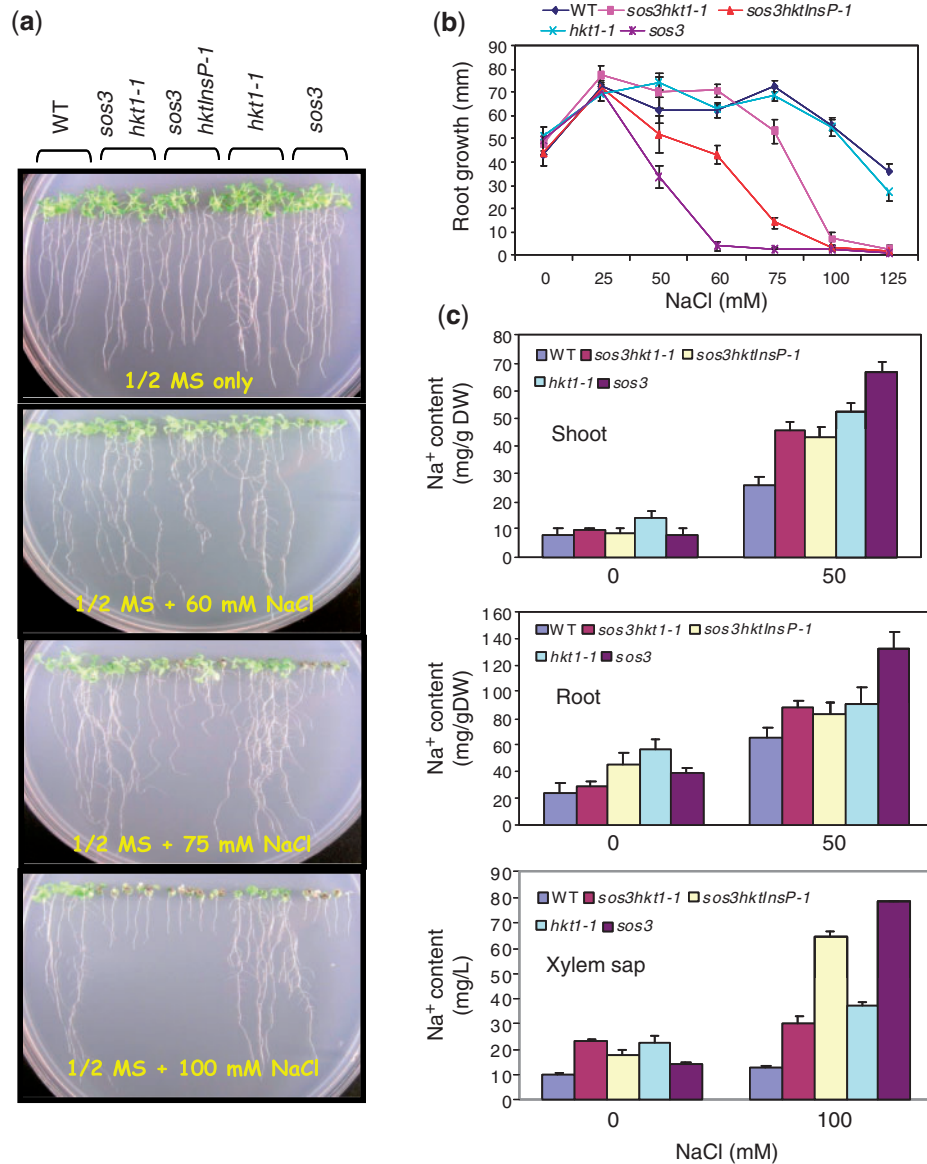 (a)
WT
sos3
hkt1-1
sos3
hktInsP-1
hkt1-1
sos3
1/2 MS only
1/2 MS + 60 mM NaCl
1/2 MS + 75 mM NaCl
1/2 MS + 100 mM NaCl
(b)
WT sos3hkt1-1 sos3hktInsP-1
hkt1-1 sos3
Root growth (mm)
90
80
70
60
50
40
30
20
10
0
0 25 50 60 75 100 125
NaCl (mM)
(c)
Na+ content
(mg/g DW)
80
70
60
50
40
30
20
10
0
WT sos3hkt1-1 sos3hktInsP-1
hkt1-1 sos3
Shoot
0 50
Na+ content
(mg/gDW)
160
140
120
100
80
60
40
20
0
WT sos3hkt1-1 sos3hktInsP-1
hkt1-1 sos3
Root
0 50
Na+ content
(mg/L)
90
80
70
60
50
40
30
20
10
0
WT sos3hkt1-1 sos3hktInsP-1
hkt1-1 sos3
Xylem sap
0 100
NaCl (mM)